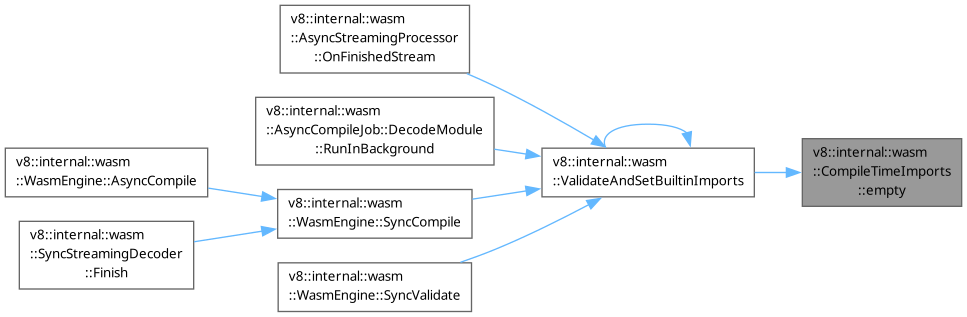 v8::internal::wasm
::AsyncStreamingProcessor
::OnFinishedStream
v8::internal::wasm
::AsyncCompileJob::DecodeModule
::RunInBackground
v8::internal::wasm
::WasmEngine::AsyncCompile
v8::internal::wasm
::SyncStreamingDecoder
::Finish
v8::internal::wasm
::WasmEngine::SyncCompile
v8::internal::wasm
::WasmEngine::SyncValidate
v8::internal::wasm
::ValidateAndSetBuiltinImports
v8::internal::wasm
::CompileTimeImports
::empty